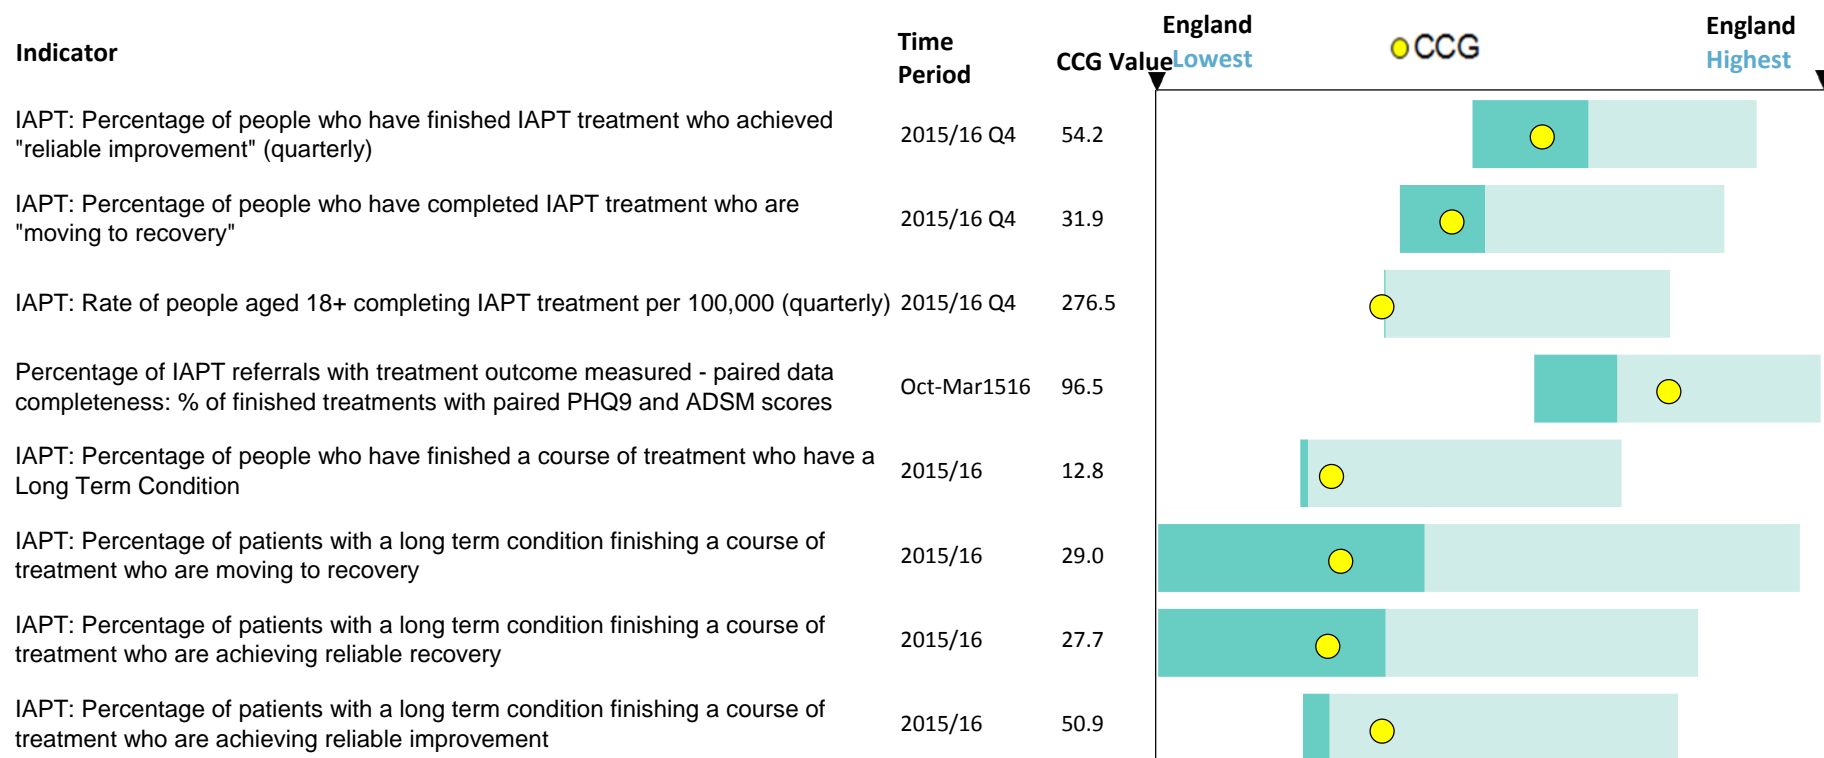 Indicator
Time
Period
CCG Value
England
Lowest
CCG
England
Highest
IAPT: Percentage of people who have finished IAPT treatment who achieved
"reliable improvement" (quarterly)
2015/16 Q4
54.2
IAPT: Percentage of people who have completed IAPT treatment who are
"moving to recovery"
2015/16 Q4
31.9
IAPT: Rate of people aged 18+ completing IAPT treatment per 100,000 (quarterly)
2015/16 Q4
276.5
Percentage of IAPT referrals with treatment outcome measured - paired data
completeness: % of finished treatments with paired PHQ9 and ADSM scores
Oct-Mar1516
96.5
IAPT: Percentage of people who have finished a course of treatment who have a
Long Term Condition
2015/16
12.8
IAPT: Percentage of patients with a long term condition finishing a course of
treatment who are moving to recovery
2015/16
29.0
IAPT: Percentage of patients with a long term condition finishing a course of
treatment who are achieving reliable recovery
2015/16
27.7
IAPT: Percentage of patients with a long term condition finishing a course of
treatment who are achieving reliable improvement
2015/16
50.9